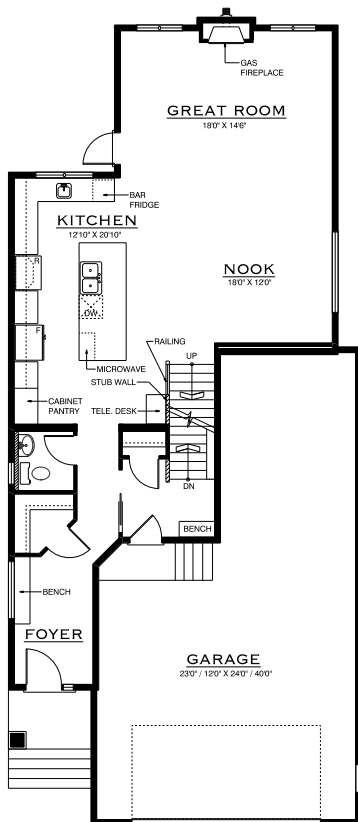 GAS
FIREPLACE
GREAT ROOM
18'0" X 14'6"
BAR
FRIDGE
KITCHEN
12'10" X 20'10"
R
NOOK
18'0" X 12'0"
DW
F
RAILING
UP
MICROWAVE
STUB WALL
CABINET
PANTRY
TELE. DESK
DN
BENCH
BENCH
FOYER
GARAGE
23'0" / 12'0" X 24'0" / 40'0"